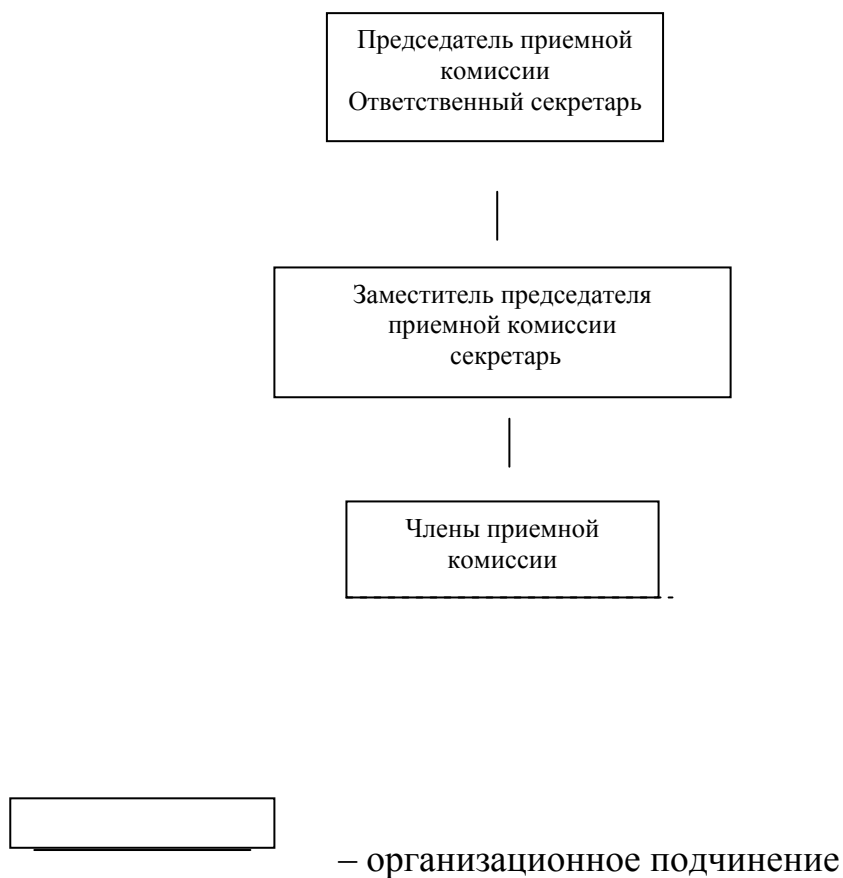 Председатель приемной
комиссии
Ответственный секретарь
Заместитель председателя
приемной комиссии
секретарь
Члены приемной
комиссии
– организационное подчинение